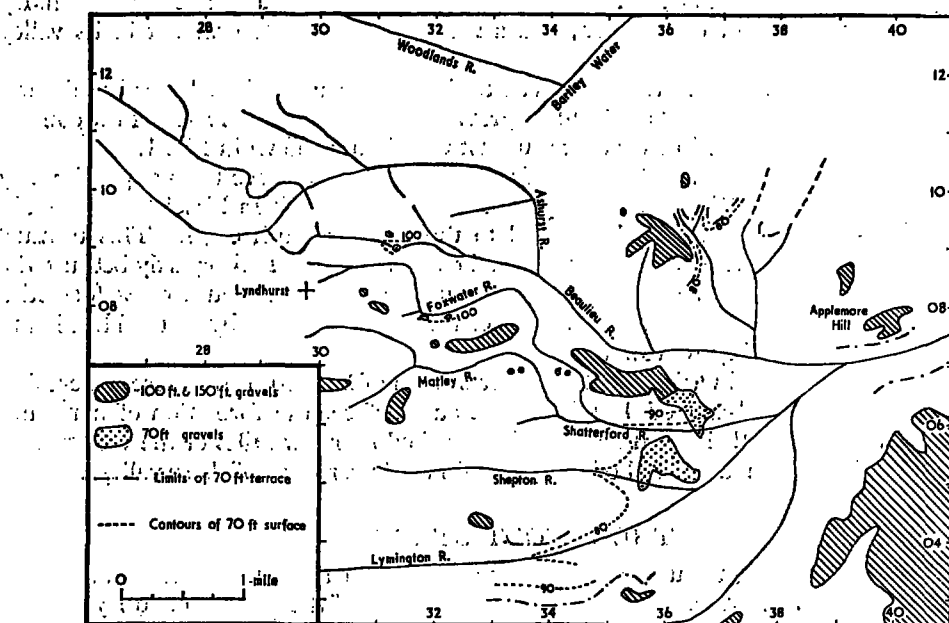 28 30 32 34 36 38 40
12 12
Woodlands R.
Bartley Water
10 10
Ashurst R.
80
100
Lyndhurst
Foxwater R.
Beaulieu R.
80
100
08 08
Applemore
Hill
28 30
Matley R.
90
06
Shatterford R.
Shepton R.
90
04
Lymington R.
90
32 34 36 38 40
100 ft. & 150 ft. gravels
70 ft gravels
Limits of 70 ft terrace
Contours of 70 ft surface
0 1 mile